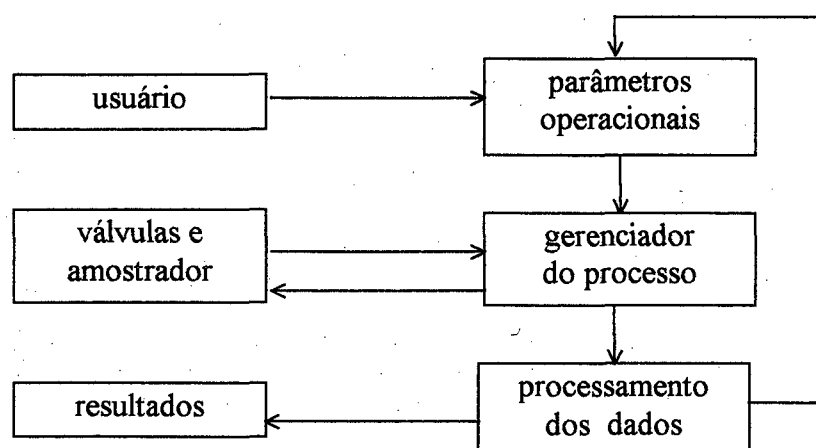 usuário
parâmetros
operacionais
válvulas e
amostrador
gerenciador
do processo
resultados
processamento
dos dados